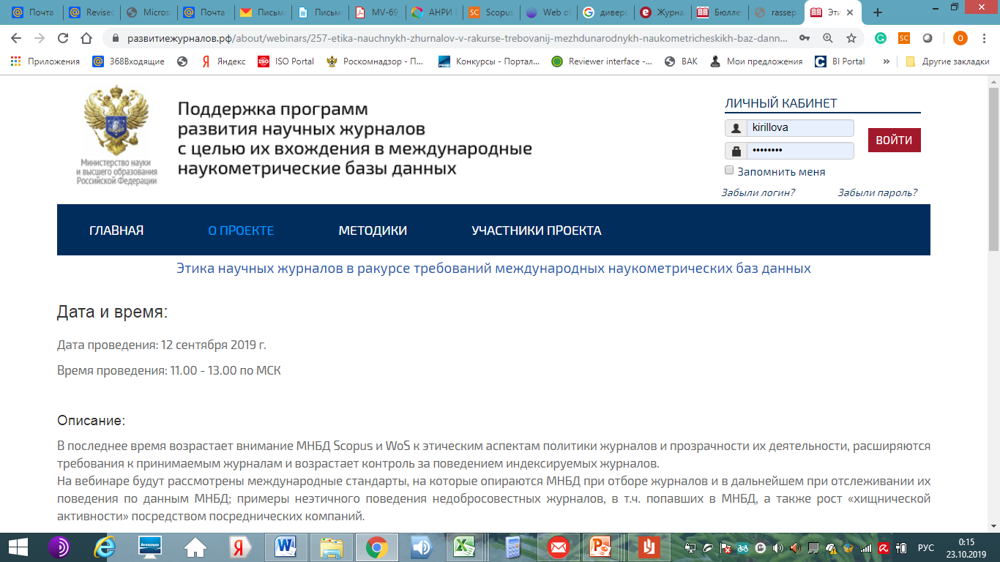 Почта
Revisec
Micros
Почта
Письм
Письм
MV-69
АНРИ
Scopus
Web of
диверс
Журна
Бюллет
rassep.
Эти
развитиежурналов.рф/about/webinars/257-etika-nauchnykh-zhurnalov-v-rakurse-trebovanij-mezhdunarodnykh-naukometricheskikh-baz-dann...
Приложения
368Входящие
Яндекс
ISO Portal
Роскомнадзор - П...
Конкурсы - Портал...
Reviewer interface -...
ВАК
Мои предложения
BI Portal
»
Другие закладки
Министерство науки
и высшего образования
Российской Федерации
Поддержка программ
развития научных журналов
с целью их вхождения в международные
наукометрические базы данных
ЛИЧНЫЙ КАБИНЕТ
kirillova
••••••••
ВОЙТИ
Запомнить меня
Забыли логин?
Забыли пароль?
ГЛАВНАЯ
О ПРОЕКТЕ
МЕТОДИКИ
УЧАСТНИКИ ПРОЕКТА
Этика научных журналов в ракурсе требований международных наукометрических баз данных
Дата и время:
Дата проведения: 12 сентября 2019 г.
Время проведения: 11.00 - 13.00 по МСК
Описание:
В последнее время возрастает внимание МНБД Scopus и WoS к этическим аспектам политики журналов и прозрачности их деятельности, расширяются
требования к принимаемым журналам и возрастает контроль за поведением индексируемых журналов.
На вебинаре будут рассмотрены международные стандарты, на которые опираются МНБД при отборе журналов и в дальнейшем при отслеживании их
поведения по данным МНБД; примеры неэтичного поведения недобросовестных журналов, в т.ч. попавших в МНБД, а также рост «хищнической
активности» посредством посреднических компаний.
РУС
0:15
23.10.2019